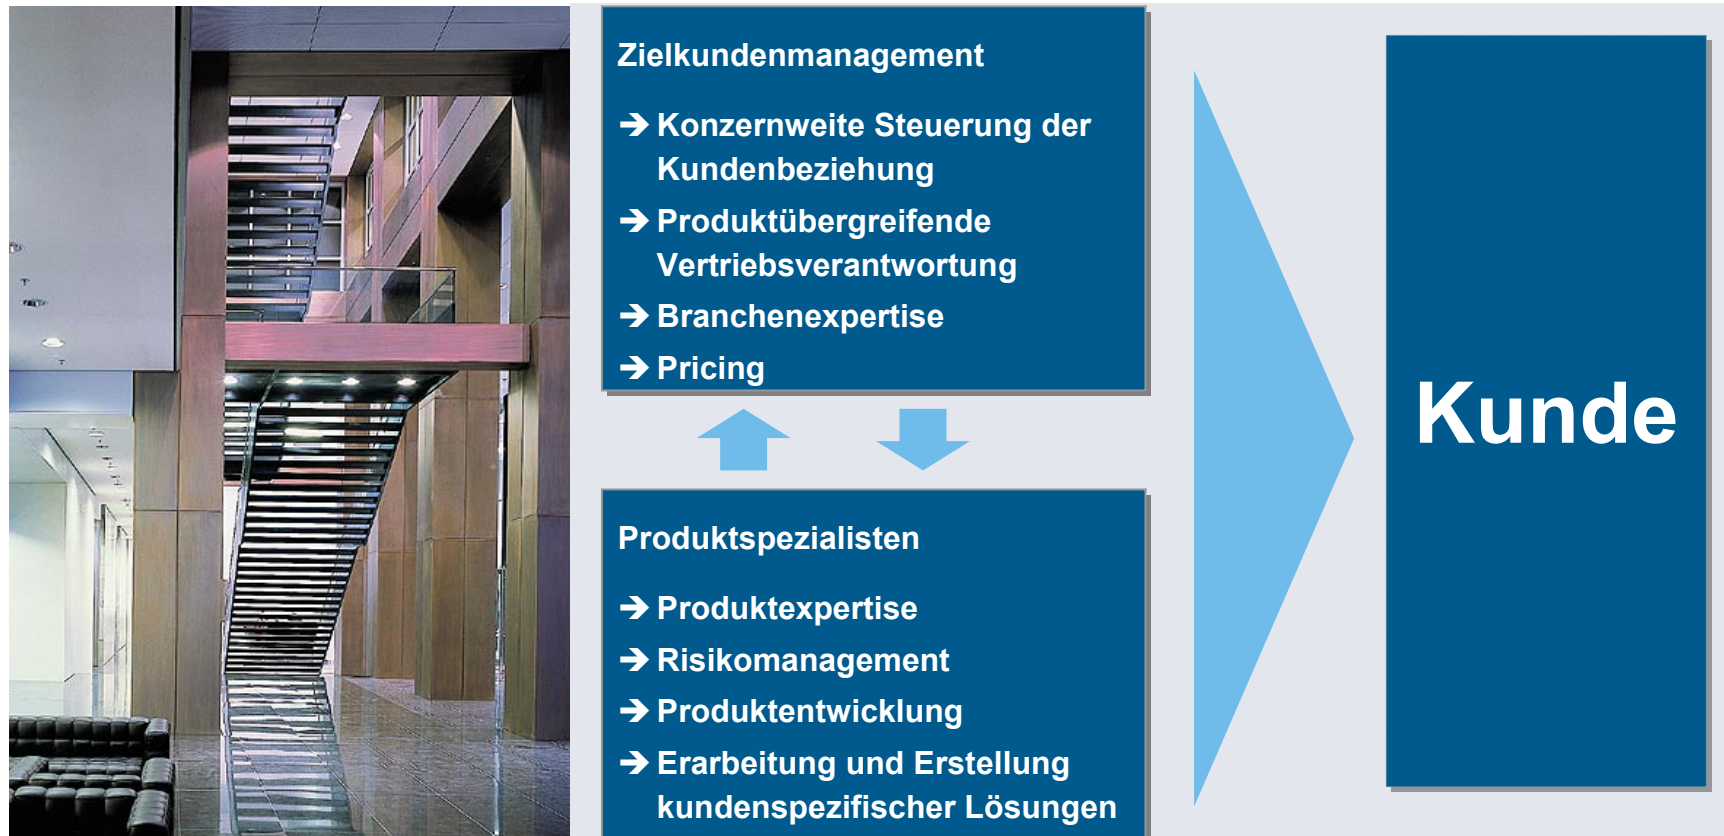 Zielkundenmanagement
➔ Konzernweite Steuerung der
Kundenbeziehung
➔ Produktübergreifende
Vertriebsverantwortung
➔ Branchenexpertise
➔ Pricing
Produktspezialisten
➔ Produktexpertise
➔ Risikomanagement
➔ Produktentwicklung
➔ Erarbeitung und Erstellung
kundenspezifischer Lösungen
Kunde